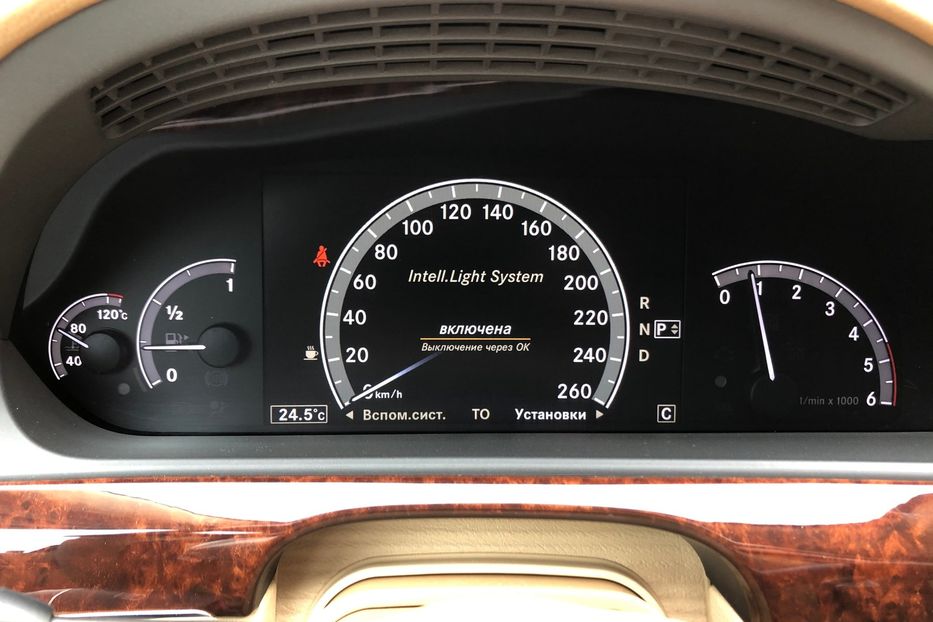 120°C
80
40
1
½
0
120 140
100 160
80 180
Intell.Light System
60 200
40 220
включена
Выключение через OK
20 240
0 km/h 260
24.5°C
◄ Вспом.сист. ТО Установки ►
R
N P
D
C
0 1 2 3 4 5 6
1/min x 1000